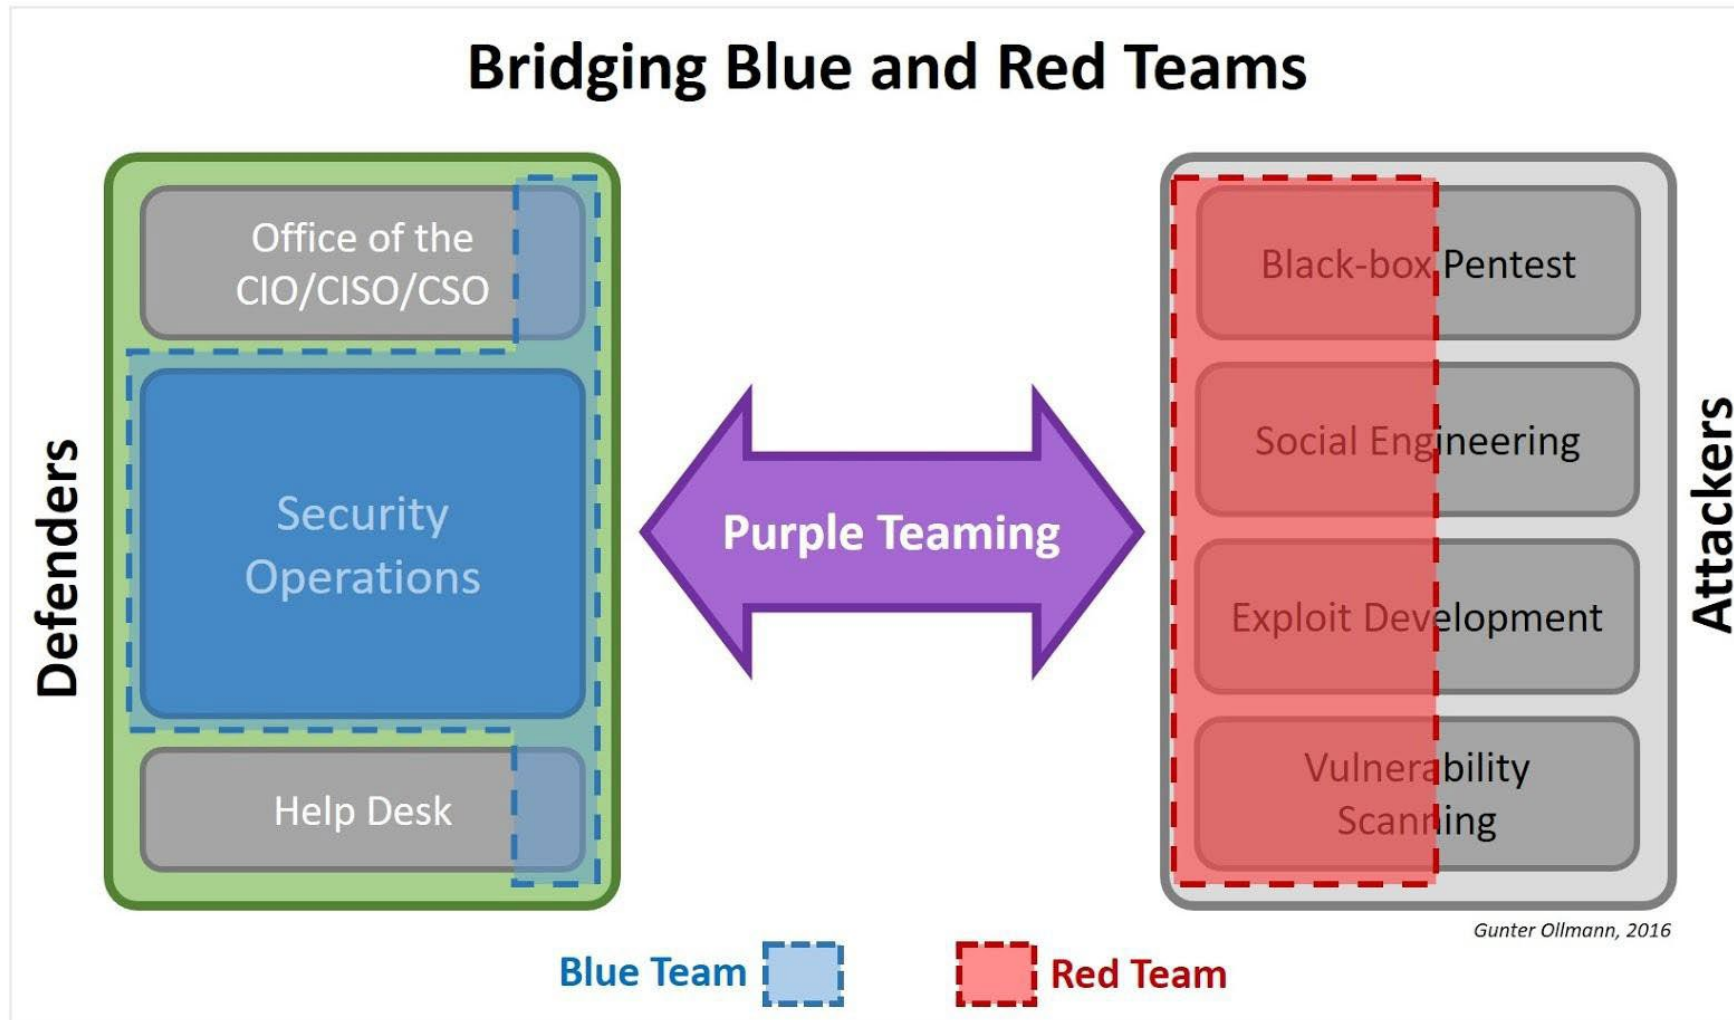 Bridging Blue and Red Teams
Defenders
Office of the
CIO/CISO/CSO
Security
Operations
Help Desk
Purple Teaming
Black-box Pentest
Social Engineering
Exploit Development
Vulnerability
Scanning
Attackers
Gunter Ollmann, 2016
Blue Team
Red Team